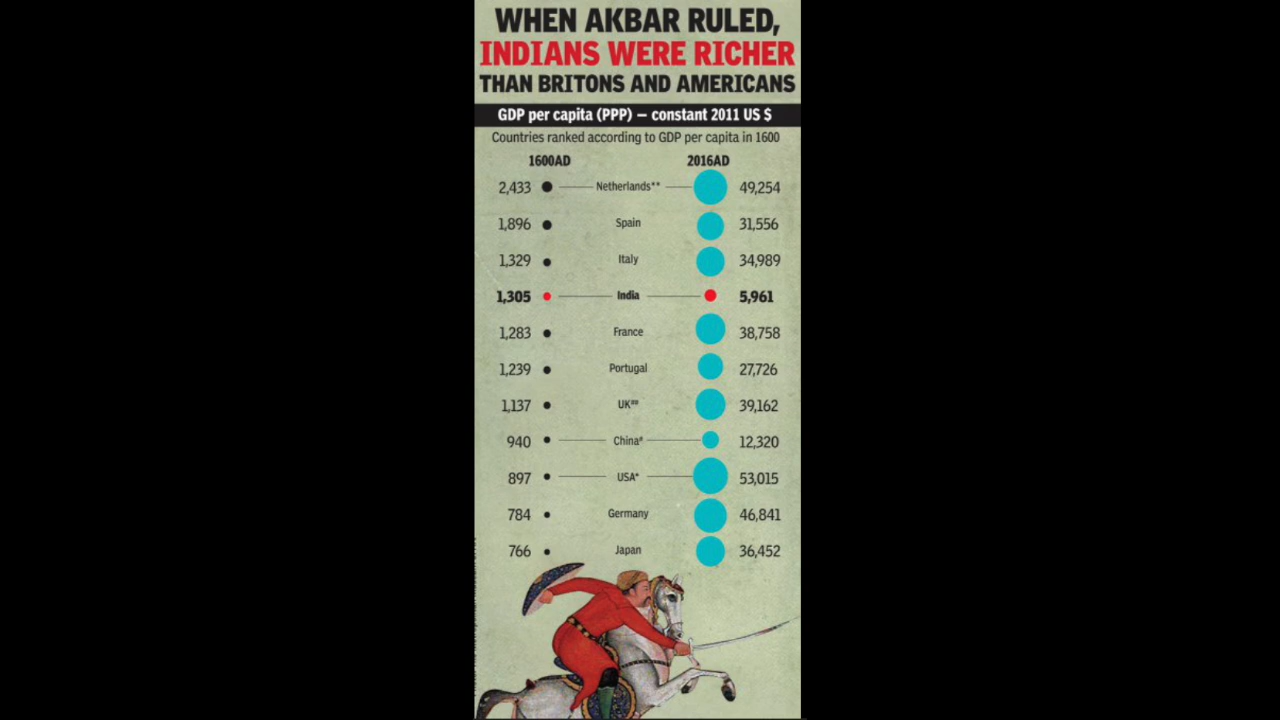 WHEN AKBAR RULED,
INDIANS WERE RICHER
THAN BRITONS AND AMERICANS
GDP per capita (PPP) – constant 2011 US $
Countries ranked according to GDP per capita in 1600
1600AD 2016AD
2,433 Netherlands** 49,254
1,896 Spain 31,556
1,329 Italy 34,989
1,305 India 5,961
1,283 France 38,758
1,239 Portugal 27,726
1,137 UK## 39,162
940 China# 12,320
897 USA* 53,015
784 Germany 46,841
766 Japan 36,452